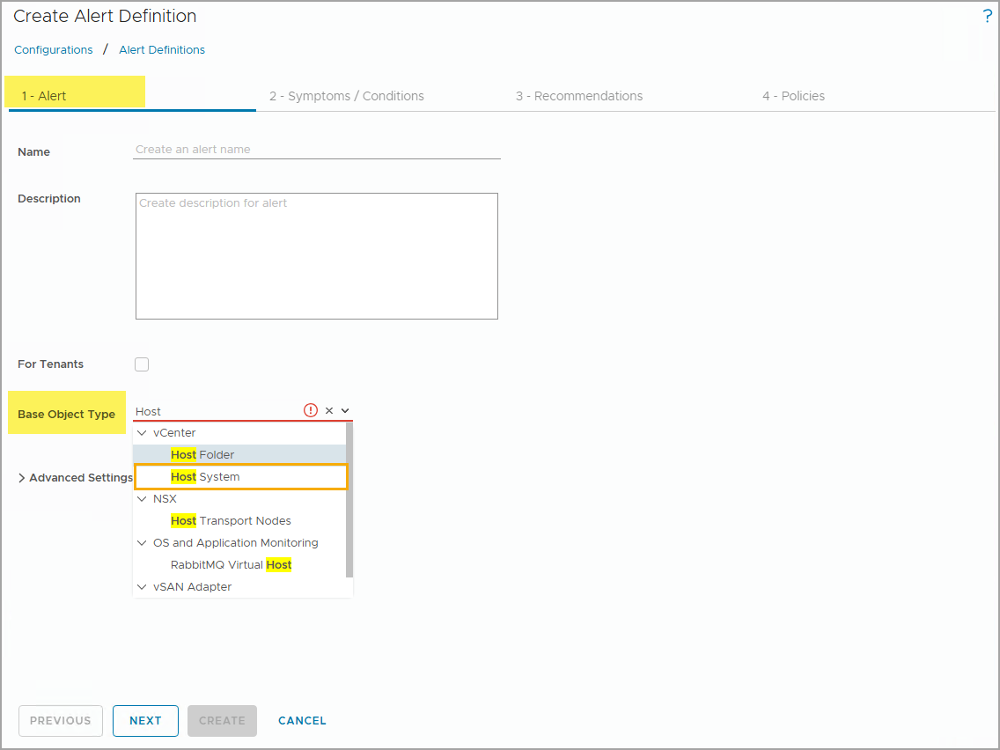 Create Alert Definition
?
Configurations / Alert Definitions
1 - Alert
2 - Symptoms / Conditions
3 - Recommendations
4 - Policies
Name
Create an alert name
Description
Create description for alert
For Tenants
Base Object Type
Host
vCenter
Host Folder
Advanced Settings
Host System
NSX
Host Transport Nodes
OS and Application Monitoring
RabbitMQ Virtual Host
vSAN Adapter
PREVIOUS
NEXT
CREATE
CANCEL